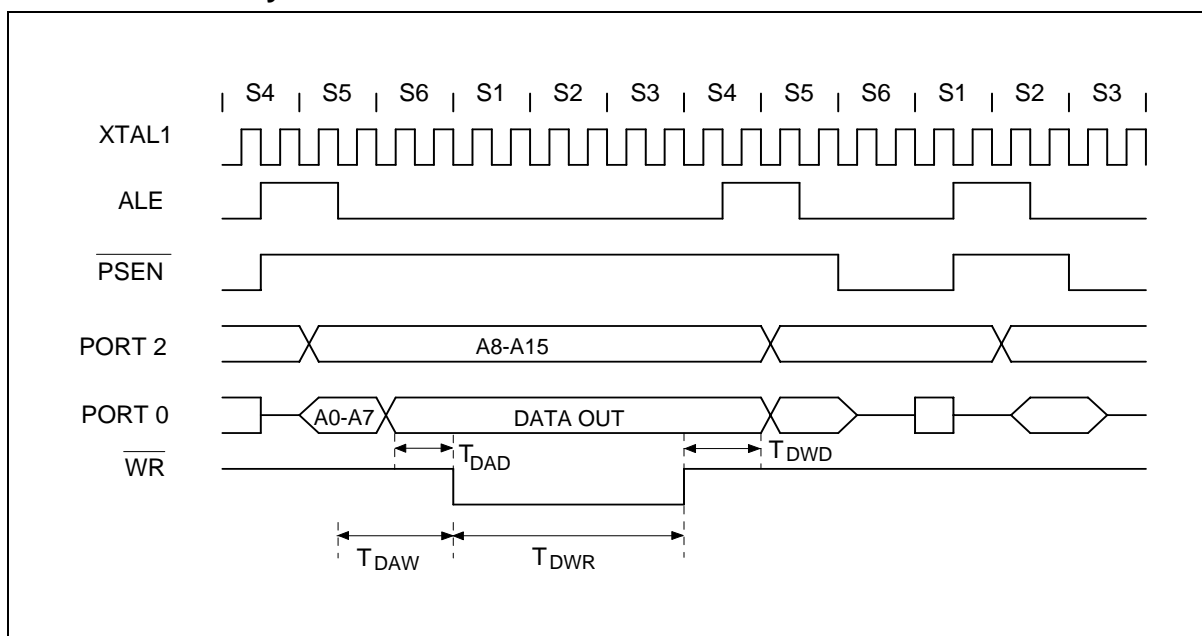 | S4 | S5 | S6 | S1 | S2 | S3 | S4 | S5 | S6 | S1 | S2 | S3 |
XTAL1
ALE
PSEN
PORT 2
A8-A15
PORT 0
A0-A7
DATA OUT
WR
TDAD
TDWD
TDAW
TDWR